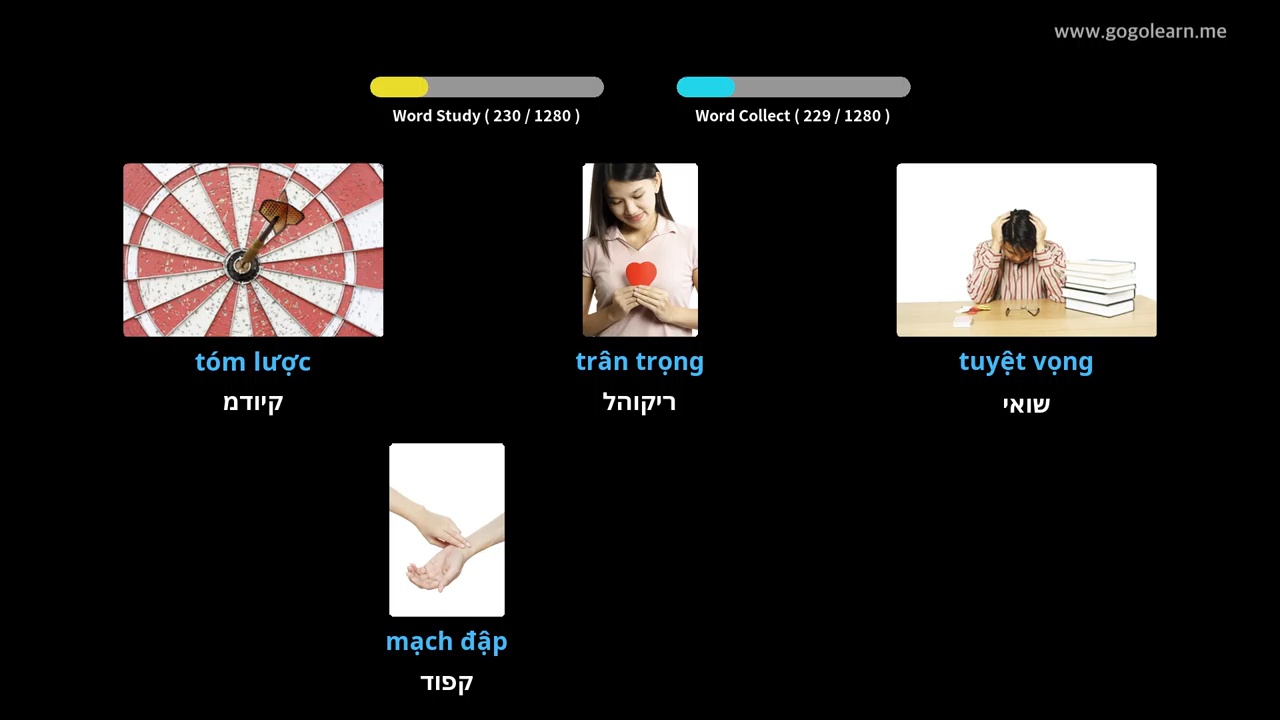 www.gogolearn.me
Word Study ( 230 / 1280 )
Word Collect ( 229 / 1280 )
tóm lược
קיודמ
trân trọng
ריקוהל
tuyệt vọng
שואי
mạch đập
קפוד